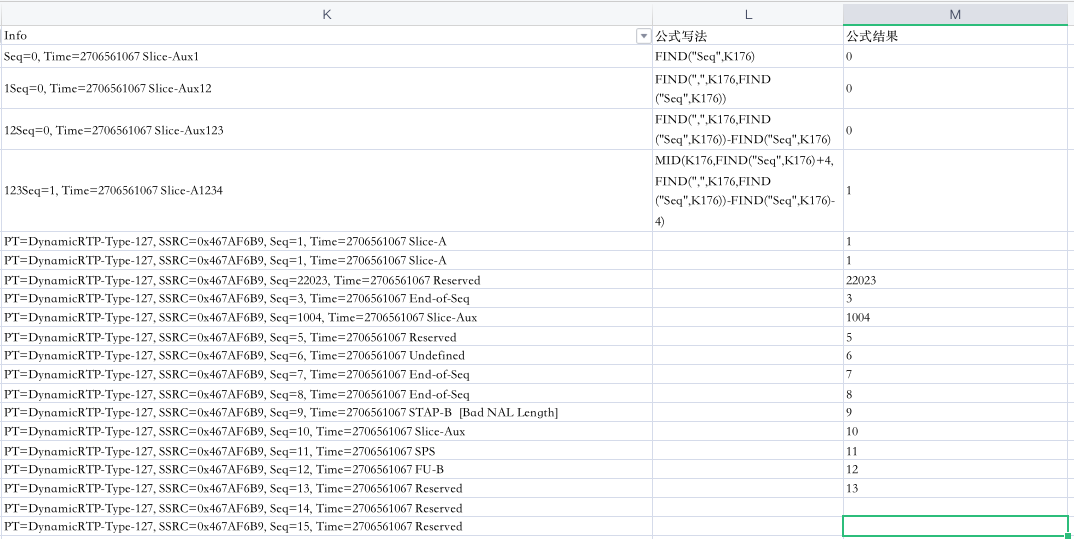 K L M
Info 公式写法 公式结果
Seq=0, Time=2706561067 Slice-Aux1 FIND("Seq",K176) 0
1Seq=0, Time=2706561067 Slice-Aux12 FIND(",",K176,FIND
("Seq",K176)) 0
12Seq=0, Time=2706561067 Slice-Aux123 FIND(",",K176,FIND
("Seq",K176))-FIND("Seq",K176) 0
123Seq=1, Time=2706561067 Slice-A1234 MID(K176,FIND("Seq",K176)+4,
FIND(",",K176,FIND
("Seq",K176))-FIND("Seq",K176)-
4) 1
PT=DynamicRTP-Type-127, SSRC=0x467AF6B9, Seq=1, Time=2706561067 Slice-A 1
PT=DynamicRTP-Type-127, SSRC=0x467AF6B9, Seq=1, Time=2706561067 Slice-A 1
PT=DynamicRTP-Type-127, SSRC=0x467AF6B9, Seq=22023, Time=2706561067 Reserved 22023
PT=DynamicRTP-Type-127, SSRC=0x467AF6B9, Seq=3, Time=2706561067 End-of-Seq 3
PT=DynamicRTP-Type-127, SSRC=0x467AF6B9, Seq=1004, Time=2706561067 Slice-Aux 1004
PT=DynamicRTP-Type-127, SSRC=0x467AF6B9, Seq=5, Time=2706561067 Reserved 5
PT=DynamicRTP-Type-127, SSRC=0x467AF6B9, Seq=6, Time=2706561067 Undefined 6
PT=DynamicRTP-Type-127, SSRC=0x467AF6B9, Seq=7, Time=2706561067 End-of-Seq 7
PT=DynamicRTP-Type-127, SSRC=0x467AF6B9, Seq=8, Time=2706561067 End-of-Seq 8
PT=DynamicRTP-Type-127, SSRC=0x467AF6B9, Seq=9, Time=2706561067 STAP-B [Bad NAL Length] 9
PT=DynamicRTP-Type-127, SSRC=0x467AF6B9, Seq=10, Time=2706561067 Slice-Aux 10
PT=DynamicRTP-Type-127, SSRC=0x467AF6B9, Seq=11, Time=2706561067 SPS 11
PT=DynamicRTP-Type-127, SSRC=0x467AF6B9, Seq=12, Time=2706561067 FU-B 12
PT=DynamicRTP-Type-127, SSRC=0x467AF6B9, Seq=13, Time=2706561067 Reserved 13
PT=DynamicRTP-Type-127, SSRC=0x467AF6B9, Seq=14, Time=2706561067 Reserved
PT=DynamicRTP-Type-127, SSRC=0x467AF6B9, Seq=15, Time=2706561067 Reserved